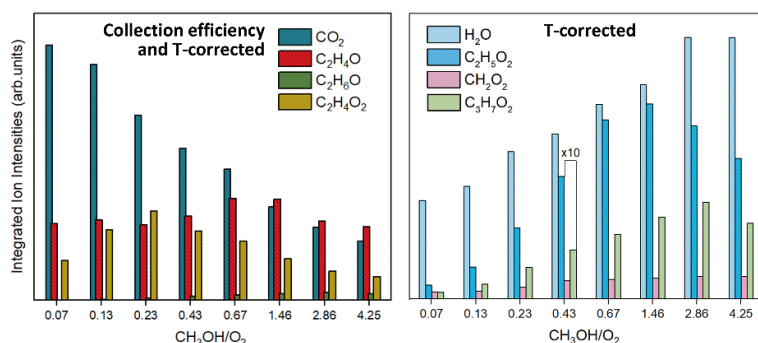 Collection efficiency
and T-corrected
CO₂
C₂H₄O
C₂H₆O
C₂H₄O₂
Integrated Ion Intensities (arb.units)
0.07 0.13 0.23 0.43 0.67 1.46 2.86 4.25
CH₃OH/O₂
T-corrected
H₂O
C₂H₅O₂
CH₂O₂
C₃H₇O₂
x10
0.07 0.13 0.23 0.43 0.67 1.46 2.86 4.25
CH₃OH/O₂